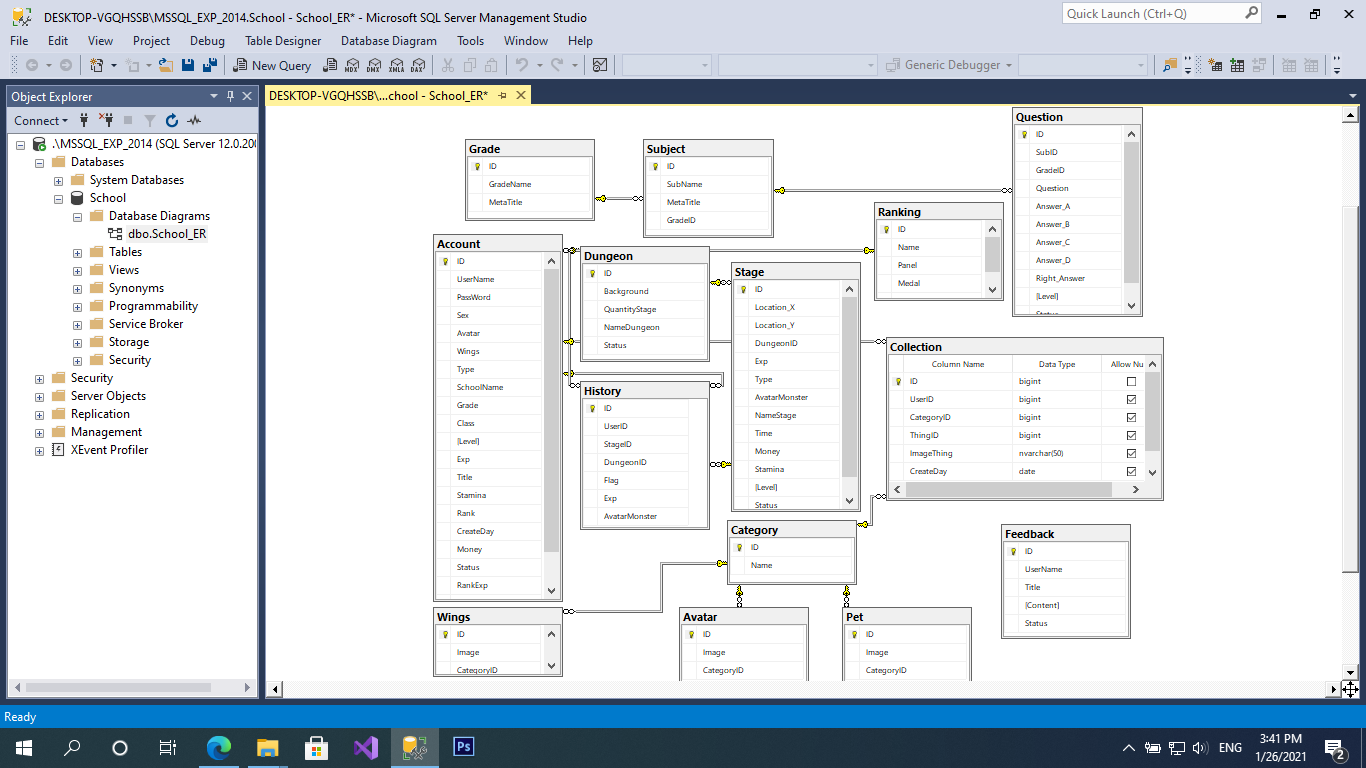 DESKTOP-VGQHSSB\MSSQL_EXP_2014.School - School_ER* - Microsoft SQL Server Management Studio
Quick Launch (Ctrl+Q)
File Edit View Project Debug Table Designer Database Diagram Tools Window Help
New Query MDX DMX XMLA DAX Generic Debugger
Object Explorer
Connect
.\MSSQL_EXP_2014 (SQL Server 12.0.200
Databases
System Databases
School
Database Diagrams
dbo.School_ER
Tables
Views
Synonyms
Programmability
Service Broker
Storage
Security
Security
Server Objects
Replication
Management
XEvent Profiler
DESKTOP-VGQHSSB\...chool - School_ER*
Grade
ID
GradeName
MetaTitle
Subject
ID
SubName
MetaTitle
GradeID
Question
ID
SubID
GradeID
Question
Answer_A
Answer_B
Answer_C
Answer_D
Right_Answer
[Level]
Status
Ranking
ID
Name
Panel
Medal
Account
ID
UserName
PassWord
Sex
Avatar
Wings
Type
SchoolName
Grade
Class
[Level]
Exp
Title
Stamina
Rank
CreateDay
Money
Status
RankExp
Dungeon
ID
Background
QuantityStage
NameDungeon
Status
Stage
ID
Location_X
Location_Y
DungeonID
Exp
Type
AvatarMonster
NameStage
Time
Money
Stamina
[Level]
Status
History
ID
UserID
StageID
DungeonID
Flag
Exp
AvatarMonster
Collection
Column Name Data Type Allow Nu
ID bigint
UserID bigint
CategoryID bigint
ThingID bigint
ImageThing nvarchar(50)
CreateDay date
Category
ID
Name
Feedback
ID
UserName
Title
[Content]
Status
Wings
ID
Image
CategoryID
Avatar
ID
Image
CategoryID
Pet
ID
Image
CategoryID
Ready
Ps
ENG
3:41 PM
1/26/2021
2